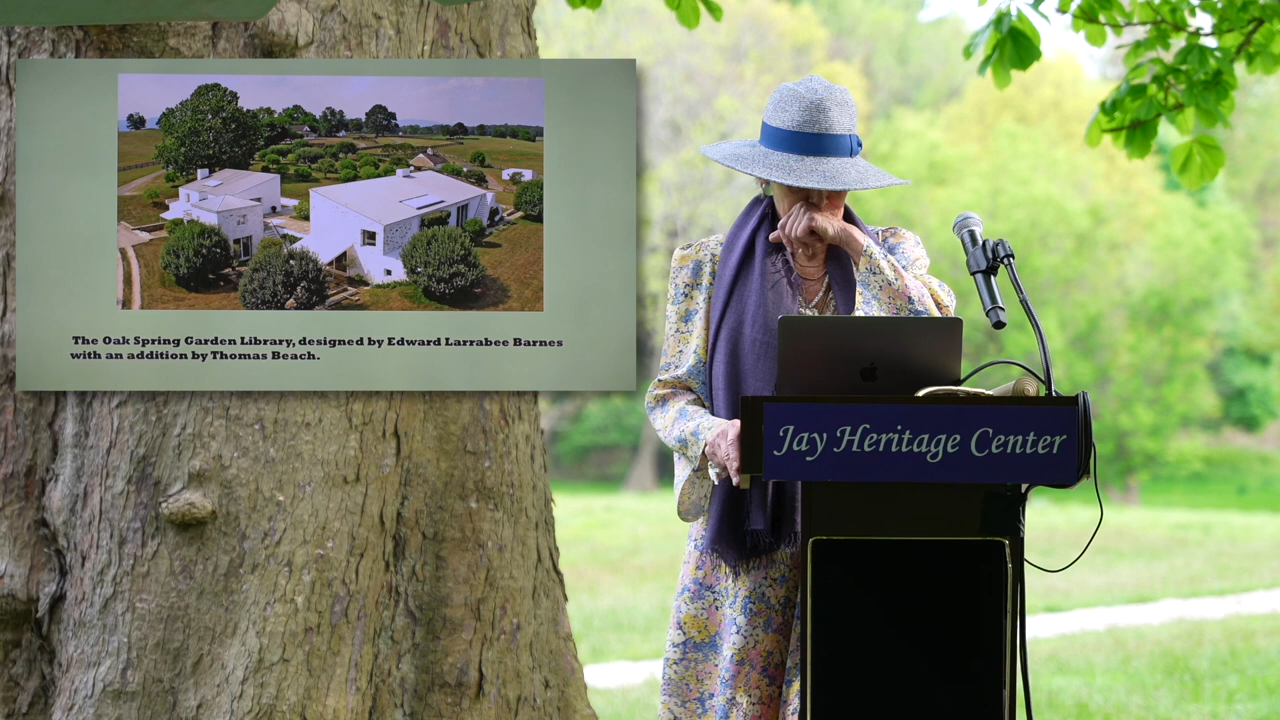 The Oak Spring Garden Library, designed by Edward Larrabee Barnes
with an addition by Thomas Beach.
Jay Heritage Center